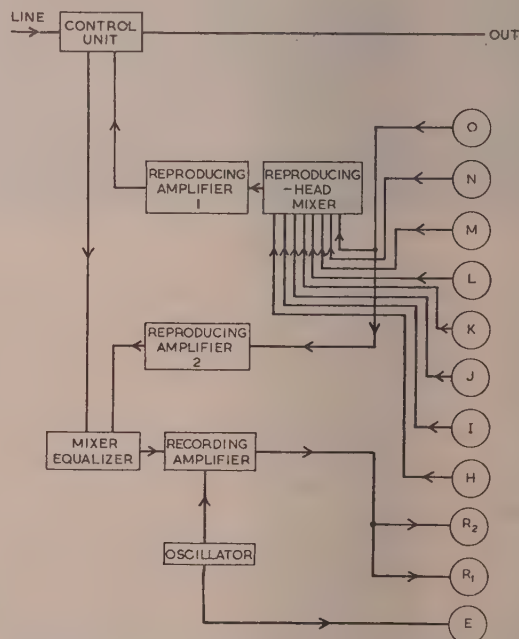 LINE
CONTROL
UNIT
OUT
O
REPRODUCING
AMPLIFIER
1
REPRODUCING
-HEAD
MIXER
N
M
L
K
REPRODUCING
AMPLIFIER
2
J
I
MIXER
EQUALIZER
RECORDING
AMPLIFIER
H
R2
OSCILLATOR
R1
E